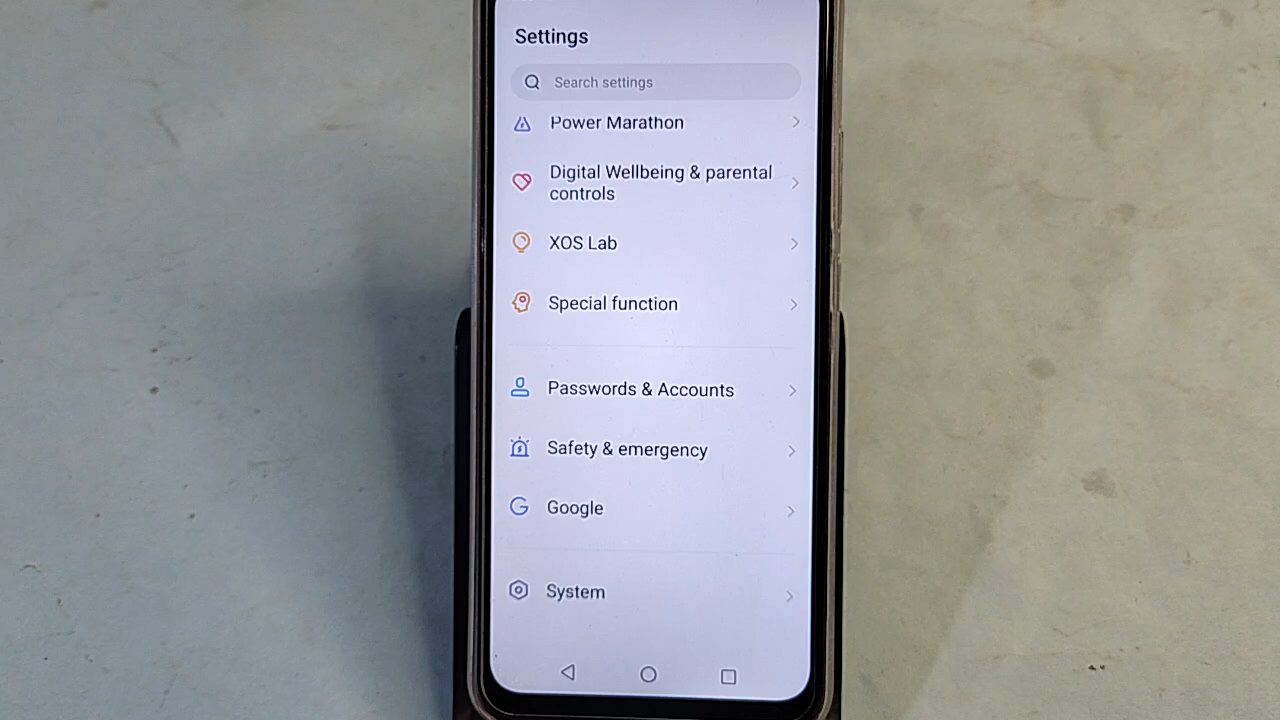 Settings
Search settings
Power Marathon
Digital Wellbeing & parental
controls
XOS Lab
Special function
Passwords & Accounts
Safety & emergency
Google
System